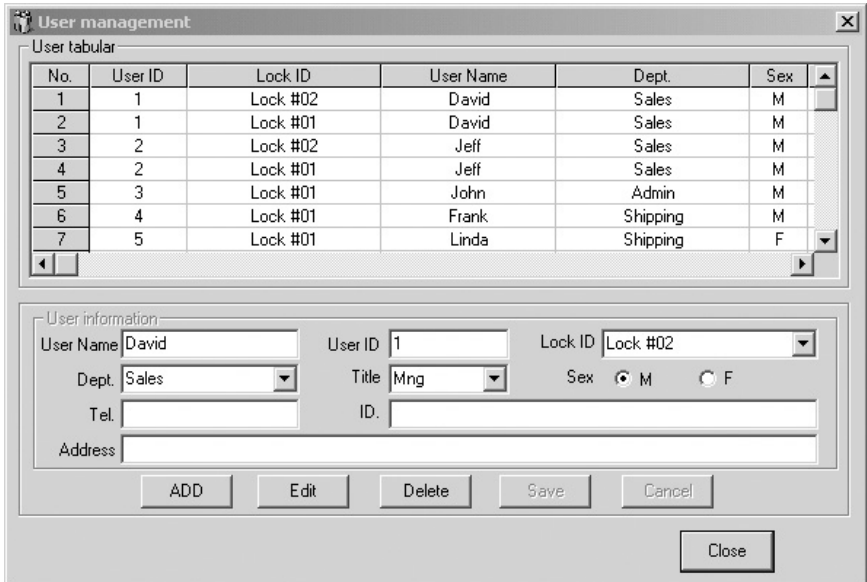 User management
User tabular
No. User ID Lock ID User Name Dept. Sex
1 1 Lock #02 David Sales M
2 1 Lock #01 David Sales M
3 2 Lock #02 Jeff Sales M
4 2 Lock #01 Jeff Sales M
5 3 Lock #01 John Admin M
6 4 Lock #01 Frank Shipping M
7 5 Lock #01 Linda Shipping F
User information
User Name David User ID 1 Lock ID Lock #02
Dept. Sales Title Mng Sex M F
Tel. ID.
Address
ADD Edit Delete Save Cancel
Close